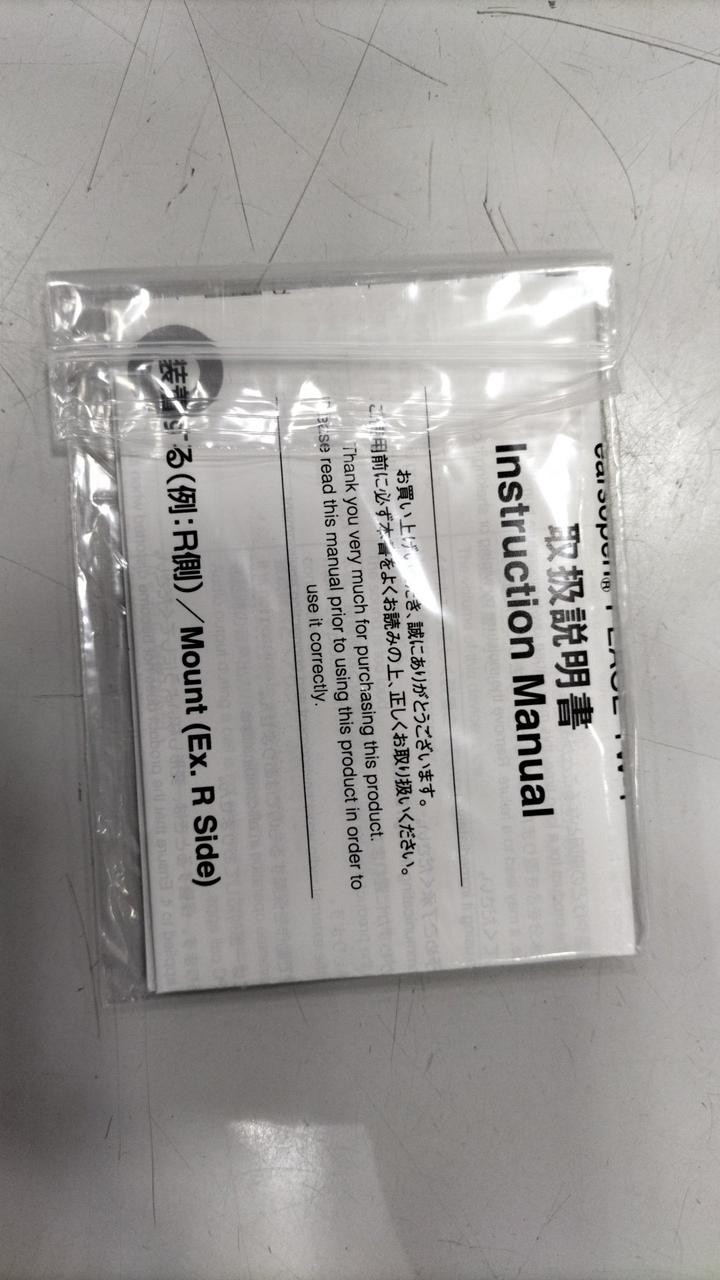 earsopen®
取扱説明書
Instruction Manual
お買い上げいただき、誠にありがとうございます。
ご使用前に必ず本書をよくお読みの上、正しくお取り扱いください。
Thank you very much for purchasing this product.
Please read this manual prior to using this product in order to
use it correctly.
装着する(例:R側)/Mount (Ex. R Side)